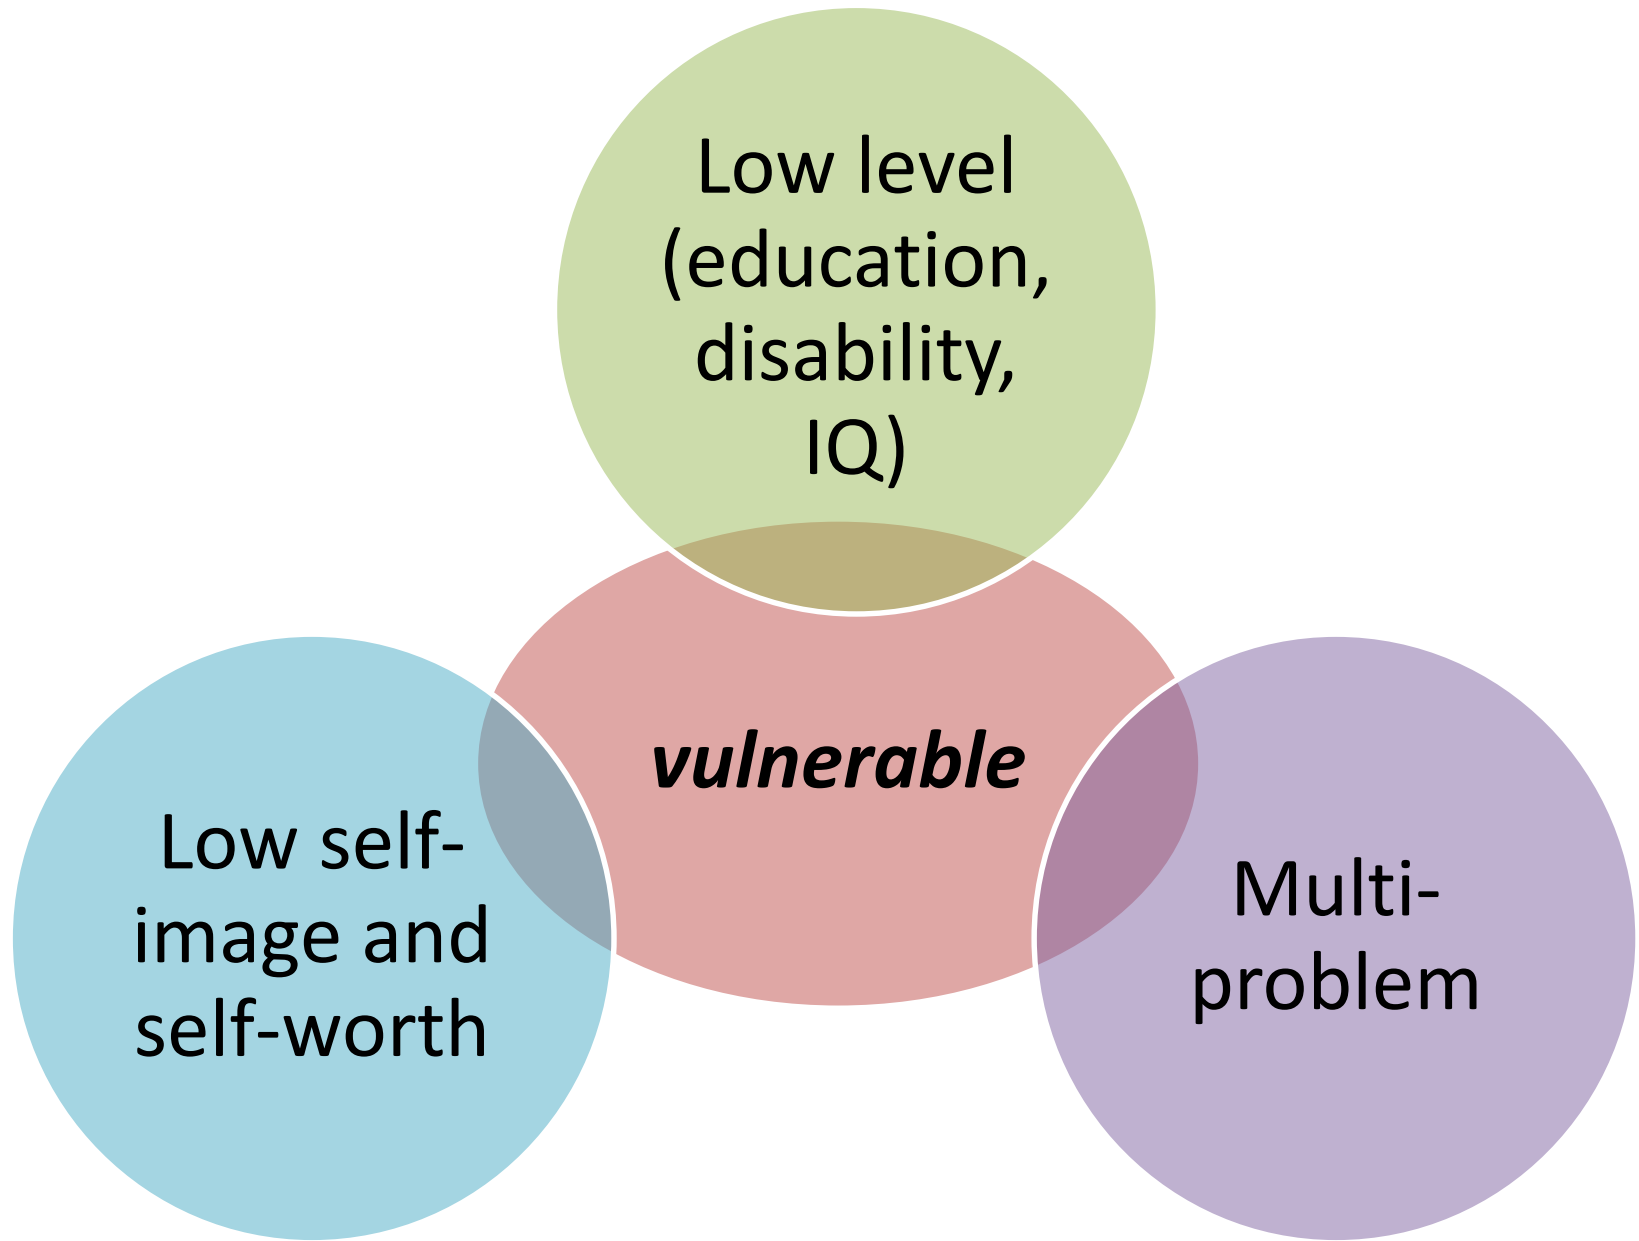 Low level
(education,
disability,
IQ)
vulnerable
Low self-
image and
self-worth
Multi-
problem